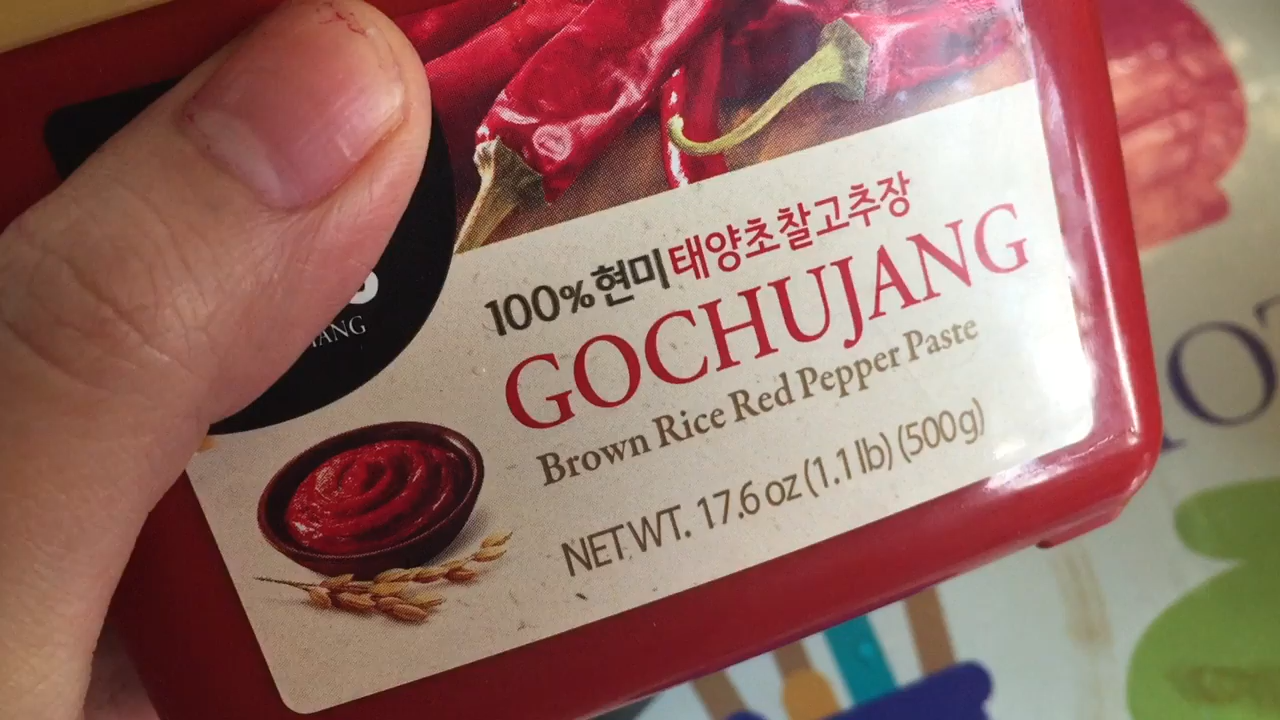 100%현미태양초찰고추장
GOCHUJANG
Brown Rice Red Pepper Paste
NET WT. 17.6 oz (1.1 lb) (500g)